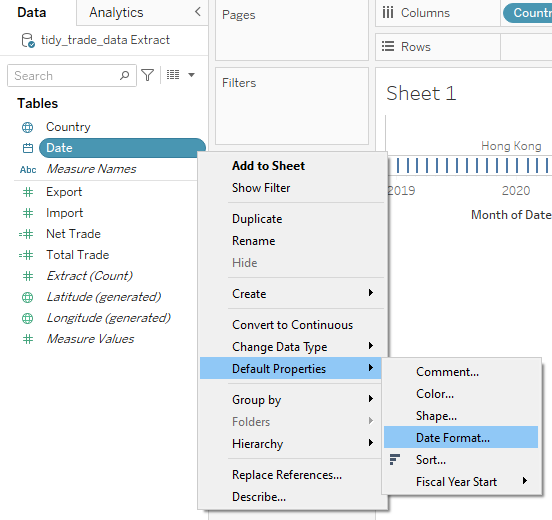 Data
Analytics
tidy_trade_data Extract
Search
Tables
Country
Date
Abc Measure Names
Export
Import
Net Trade
Total Trade
Extract (Count)
Latitude (generated)
Longitude (generated)
Measure Values
Pages
Filters
Columns
Rows
Sheet 1
Hong Kong
2019
2020
Month of Date
Add to Sheet
Show Filter
Duplicate
Rename
Hide
Create
Convert to Continuous
Change Data Type
Default Properties
Group by
Folders
Hierarchy
Replace References...
Describe...
Comment...
Color...
Shape...
Date Format...
Sort...
Fiscal Year Start